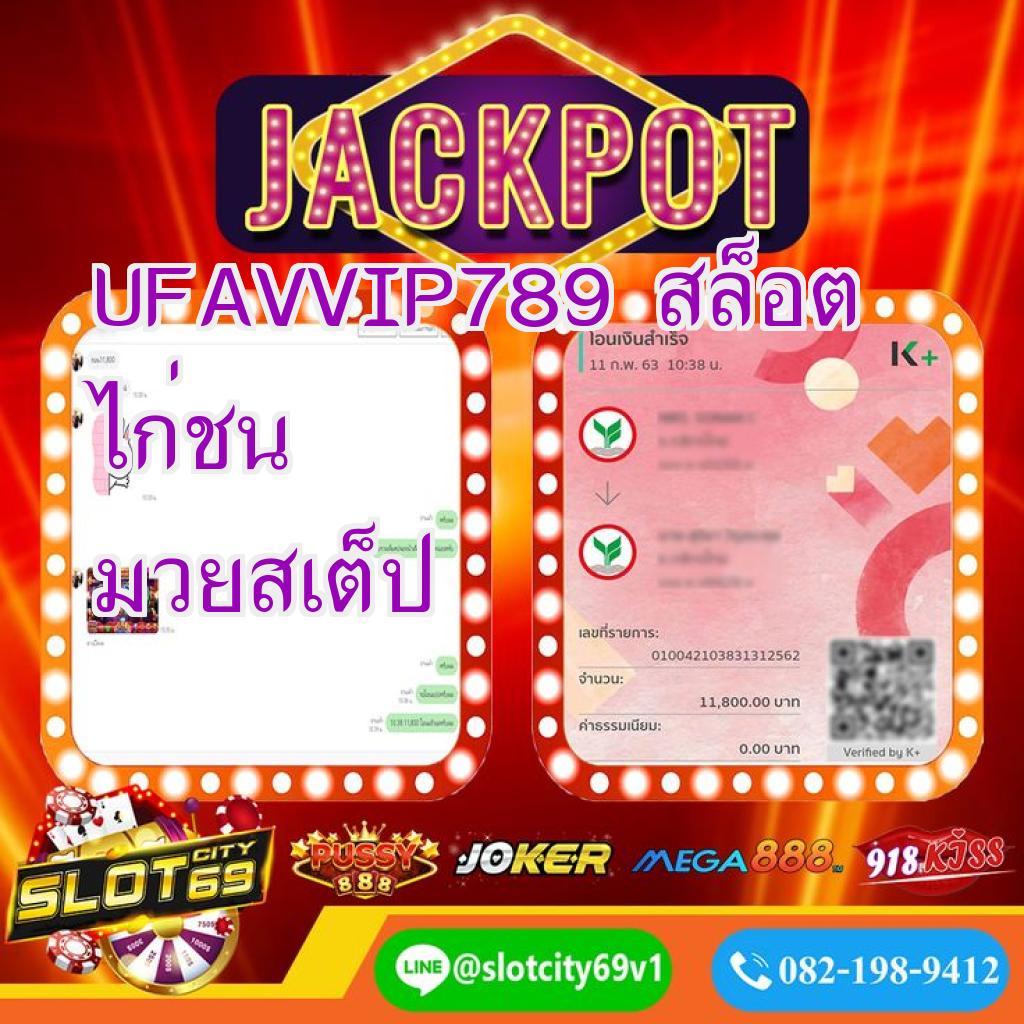 JACKPOT
UFAVVIP789 สล็อต
ไก่ชน
มวยสเต็ป
โอนเงินสำเร็จ
11 ก.พ. 63 10:38 น.
K+
เลขที่รายการ:
010042103831312562
จำนวน:
11,800.00 บาท
ค่าธรรมเนียม:
0.00 บาท
Verified by K+
SLOT CITY 69
PUSSY 888
JOKER
MEGA888
918KISS
LINE @slotcity69v1
082-198-9412